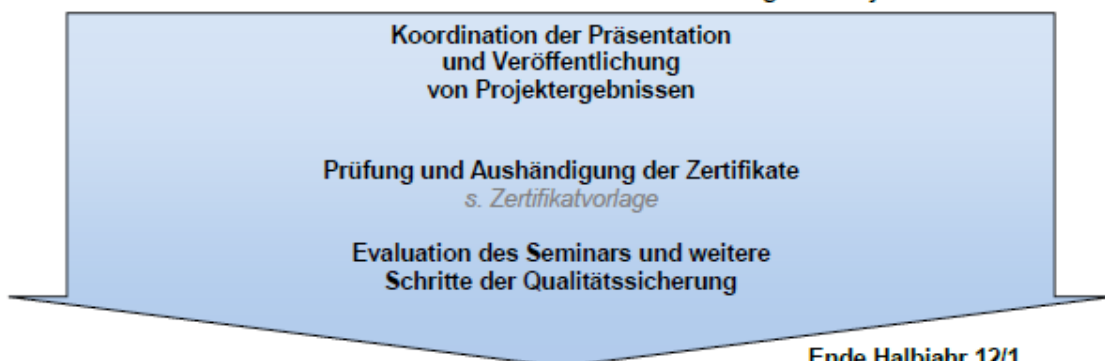 Koordination der Präsentation
und Veröffentlichung
von Projektergebnissen
Prüfung und Aushändigung der Zertifikate
s. Zertifikatvorlage
Evaluation des Seminars und weitere
Schritte der Qualitätssicherung
Ende Halbjahr 12/1